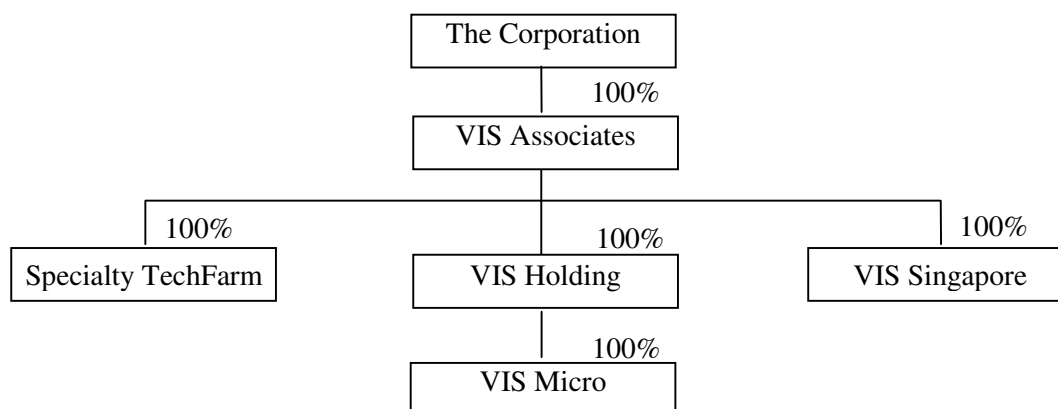 The Corporation
100%
VIS Associates
100%
100%
100%
Specialty TechFarm
VIS Holding
VIS Singapore
100%
VIS Micro